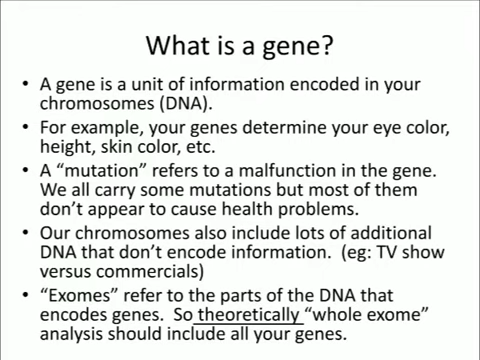 What is a gene?
• A gene is a unit of information encoded in your
chromosomes (DNA).
• For example, your genes determine your eye color,
height, skin color, etc.
• A “mutation” refers to a malfunction in the gene.
We all carry some mutations but most of them
don’t appear to cause health problems.
• Our chromosomes also include lots of additional
DNA that don’t encode information.  (eg: TV show
versus commercials)
• “Exomes” refer to the parts of the DNA that
encodes genes.  So theoretically “whole exome”
analysis should include all your genes.